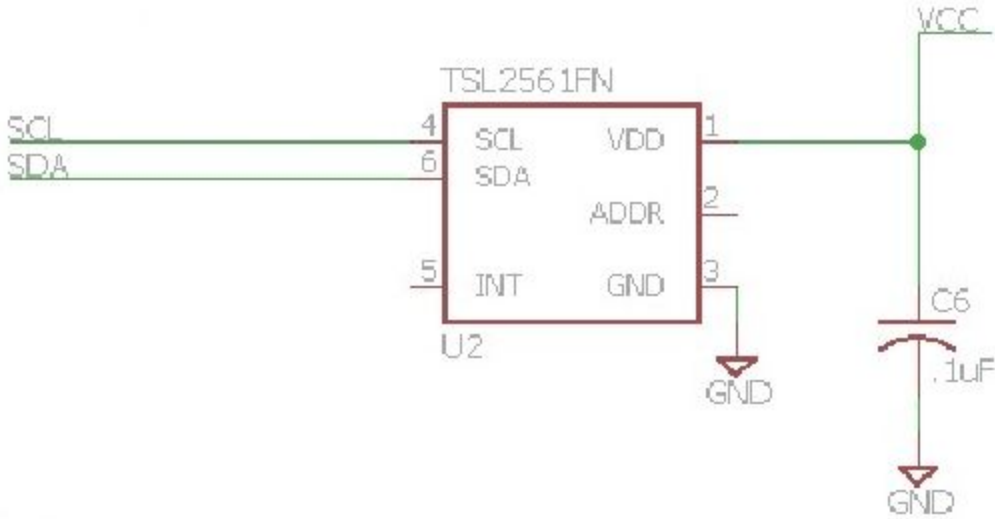 VCC
TSL2561FN
SCL
4
SCL
VDD
1
SDA
6
SDA
ADDR
2
5
INT
GND
3
C6
U2
.1uF
GND
GND